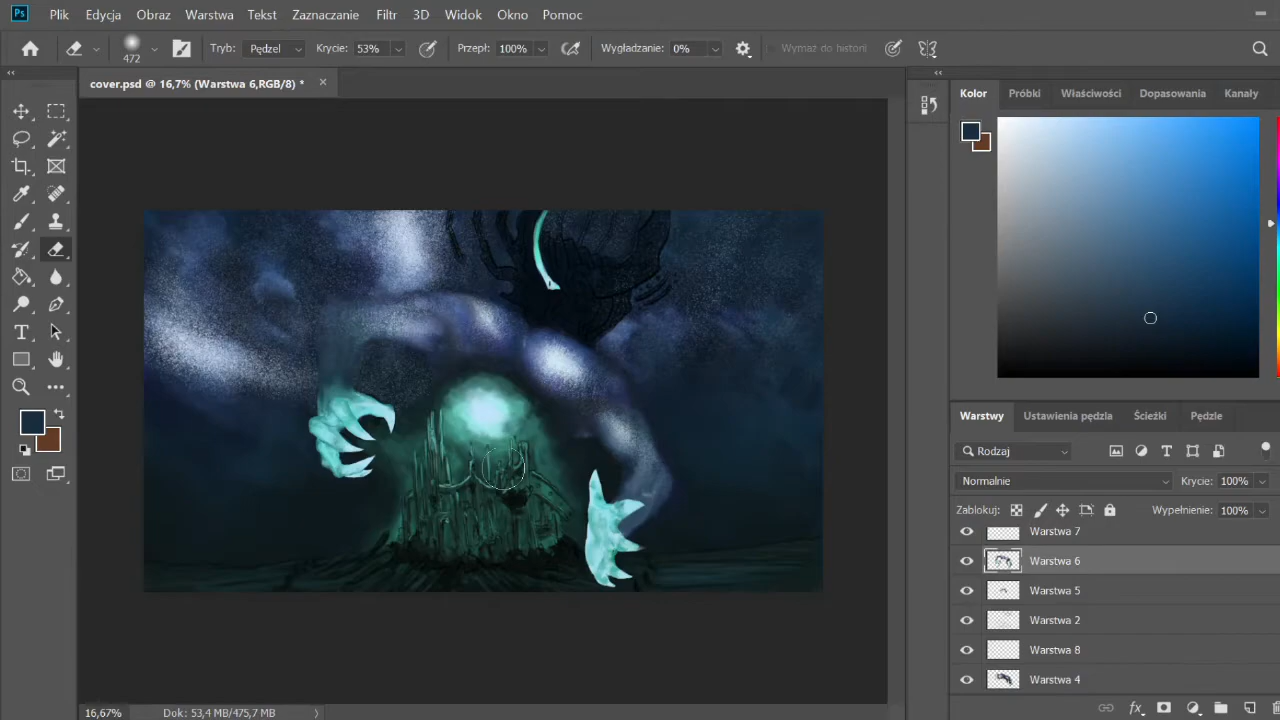 Ps Plik Edycja Obraz Warstwa Tekst Zaznaczanie Filtr 3D Widok Okno Pomoc
472 Tryb: Pędzel Krycie: 53% Przepł: 100% Wygładzanie: 0% Wymaż do historii
cover.psd @ 16,7% (Warstwa 6,RGB/8) * ×
Kolor Próbki Właściwości Dopasowania Kanały
Warstwy Ustawienia pędzla Ścieżki Pędzle
Rodzaj
Normalnie Krycie: 100%
Zablokuj: Wypełnienie: 100%
Warstwa 7
Warstwa 6
Warstwa 5
Warstwa 2
Warstwa 8
Warstwa 4
16,67% Dok: 53,4 MB/475,7 MB